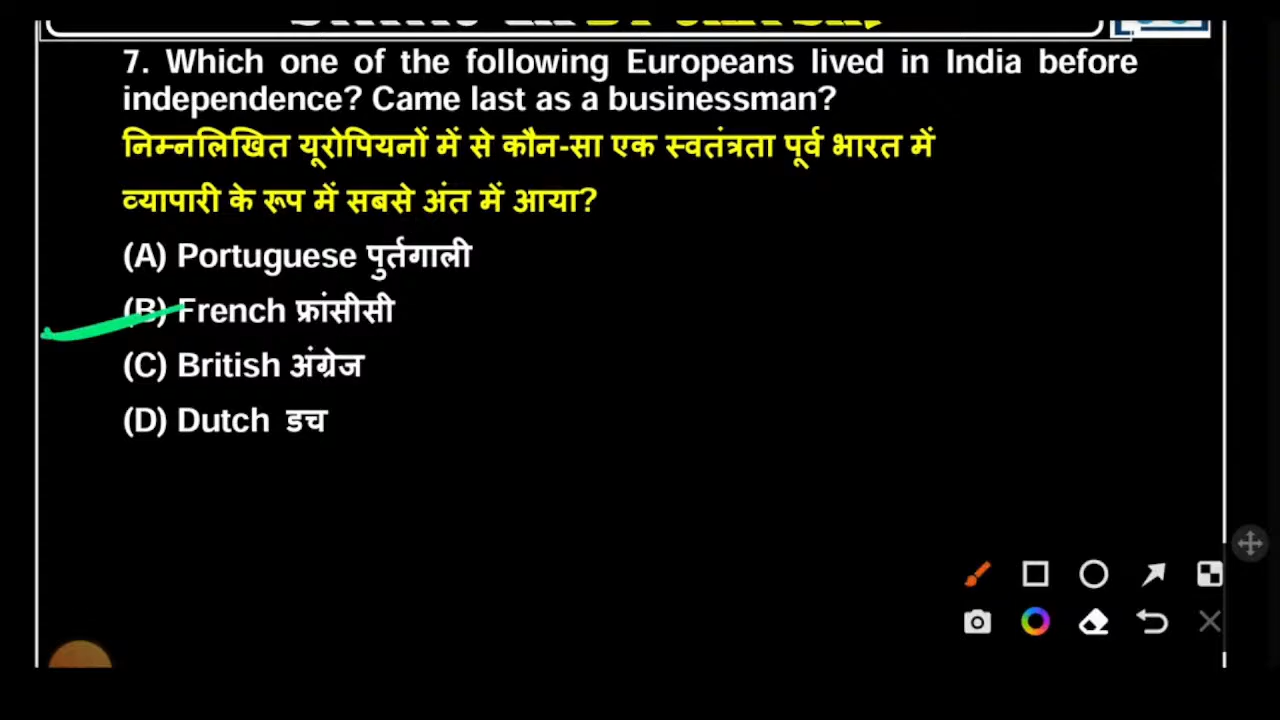 7. Which one of the following Europeans lived in India before
independence? Came last as a businessman?
निम्नलिखित यूरोपियनों में से कौन-सा एक स्वतंत्रता पूर्व भारत में
व्यापारी के रूप में सबसे अंत में आया?
(A) Portuguese पुर्तगाली
(B) French फ्रांसीसी
(C) British अंग्रेज
(D) Dutch डच